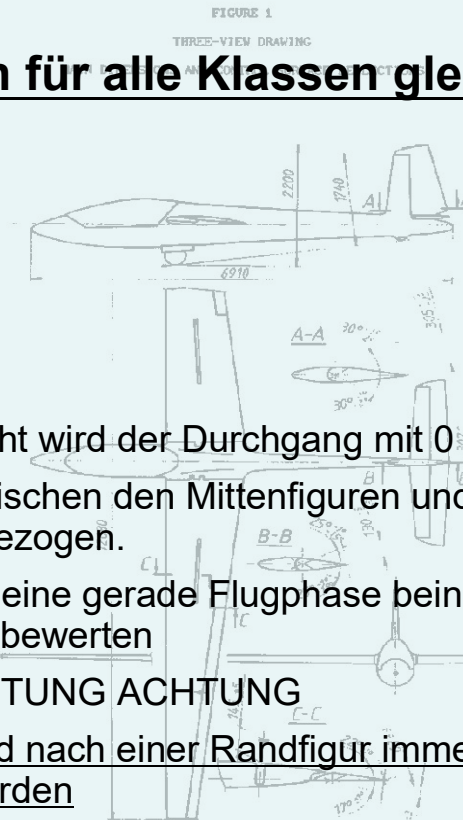 FIGURE 1
THREE-VIEW DRAWING
n für alle Klassen gle
2200
1740
A
6910
A-A
30°
30°
ht wird der Durchgang mit 0
ischen den Mittenfiguren und
ezogen.
B-B
eine gerade Flugphase bein
bewerten
TUNG ACHTUNG
C-C
d nach einer Randfigur imme
rden